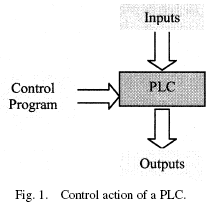 Inputs
Control
Program
PLC
Outputs
Fig. 1. Control action of a PLC.